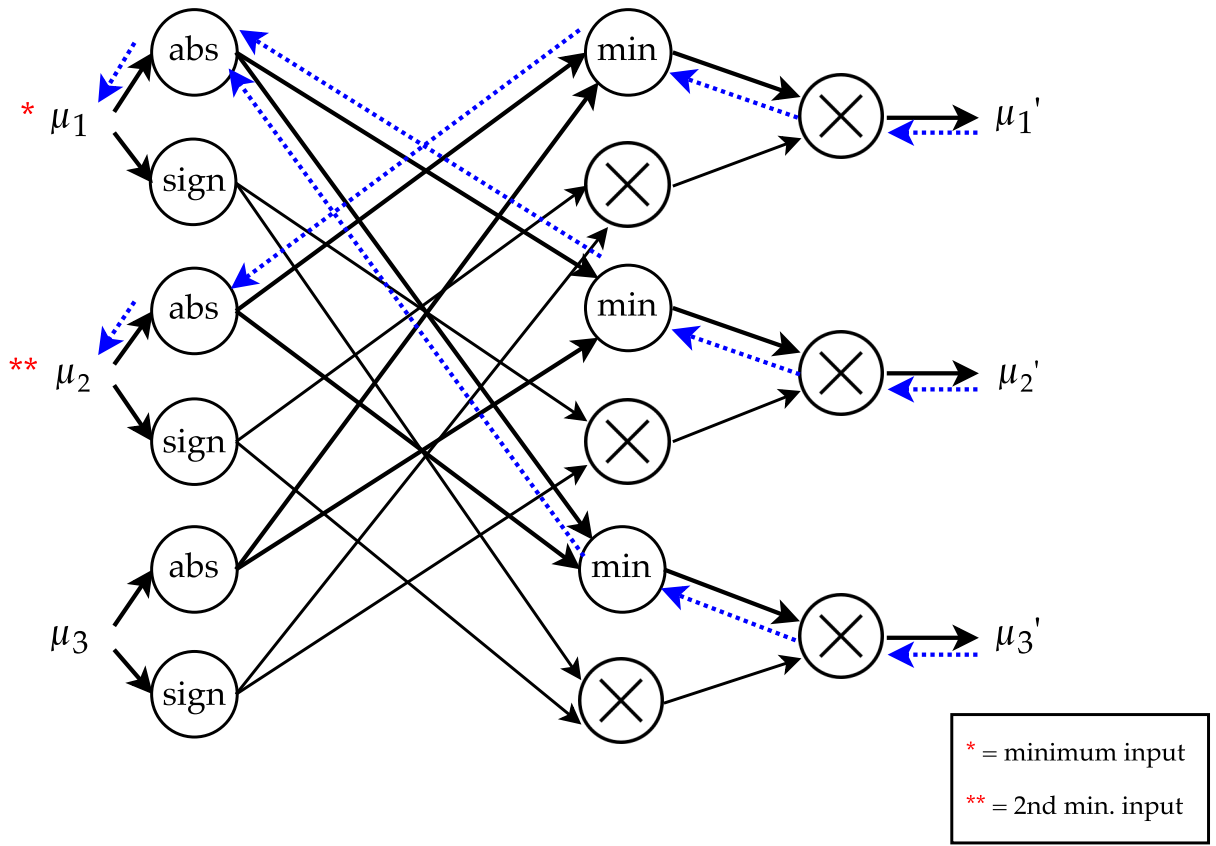 abs
min
* μ₁
μ₁'
sign
abs
min
** μ₂
μ₂'
sign
abs
min
μ₃
μ₃'
sign
* = minimum input
** = 2nd min. input